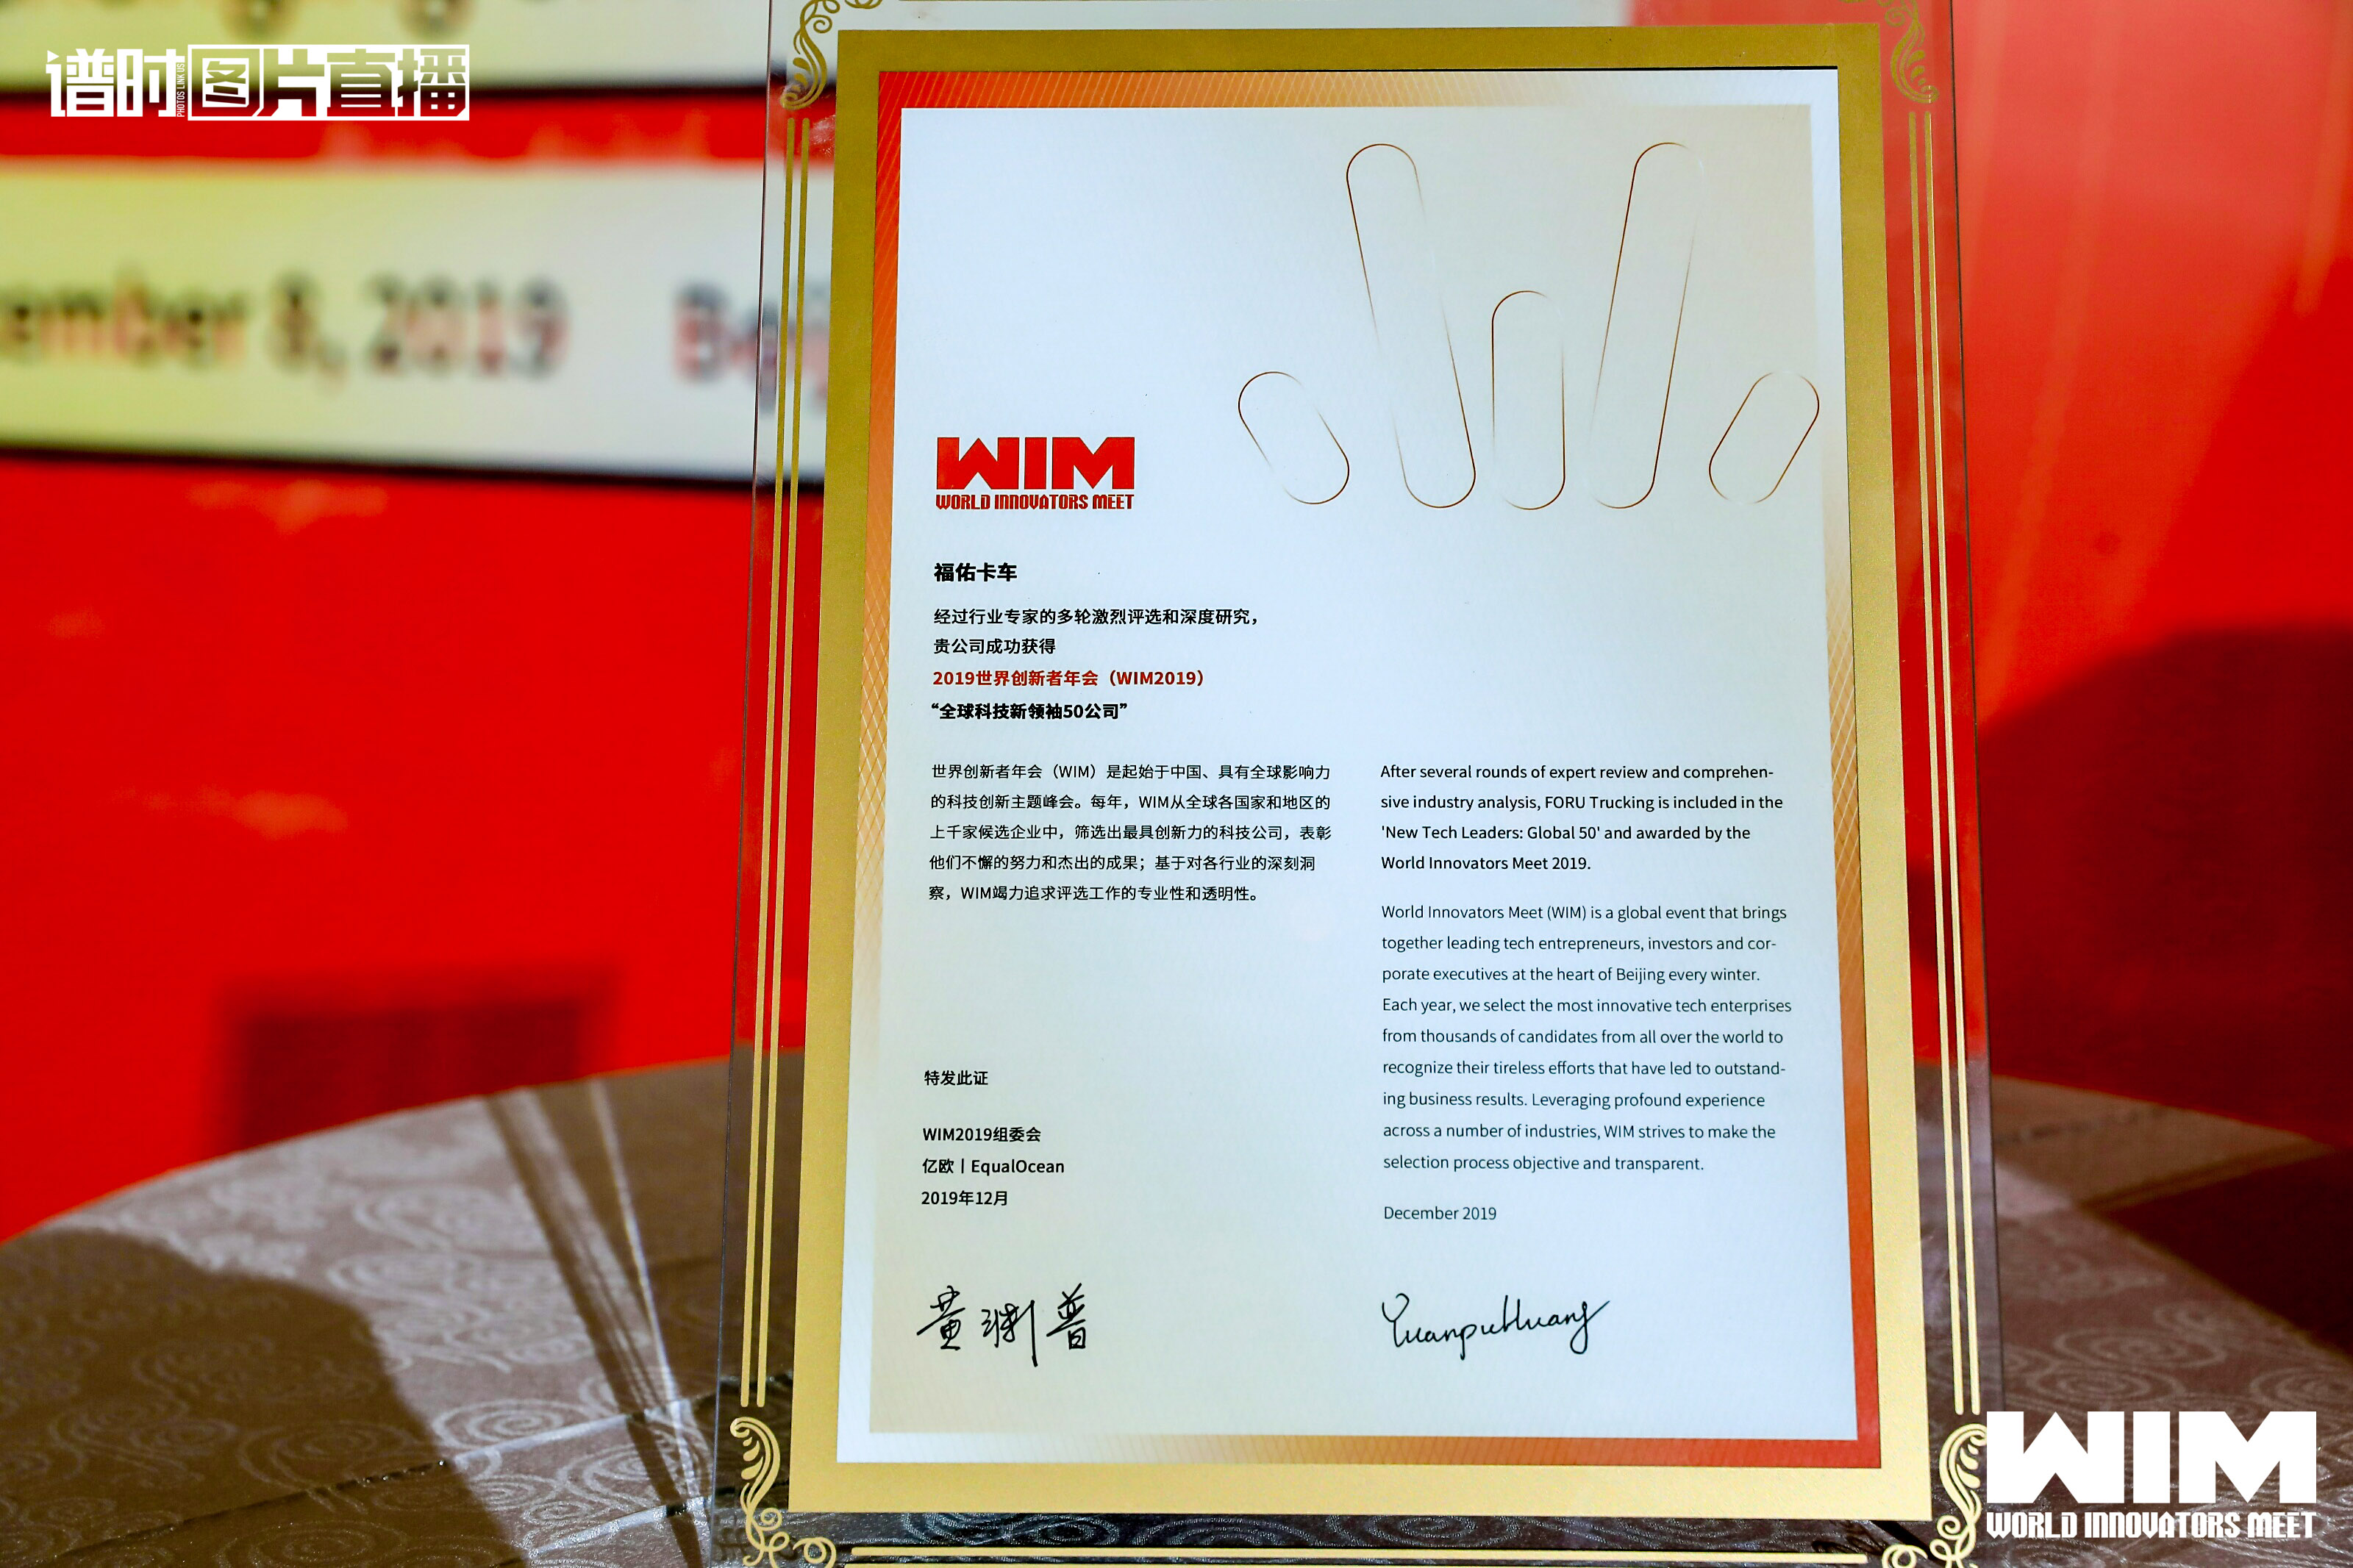 谱时图片直播
PHOTOS LINK US
ember 8, 2019 Beij
WIM
WORLD INNOVATORS MEET
福佑卡车
经过行业专家的多轮激烈评选和深度研究，
贵公司成功获得
2019世界创新者年会（WIM2019）
“全球科技新领袖50公司”
世界创新者年会（WIM）是起始于中国、具有全球影响力
的科技创新主题峰会。每年，WIM从全球各国家和地区的
上千家候选企业中，筛选出最具创新力的科技公司，表彰
他们不懈的努力和杰出的成果；基于对各行业的深刻洞
察，WIM竭力追求评选工作的专业性和透明性。
特发此证
WIM2019组委会
亿欧丨EqualOcean
2019年12月
黄渊普
After several rounds of expert review and comprehen-
sive industry analysis, FORU Trucking is included in the
'New Tech Leaders: Global 50' and awarded by the
World Innovators Meet 2019.
World Innovators Meet (WIM) is a global event that brings
together leading tech entrepreneurs, investors and cor-
porate executives at the heart of Beijing every winter.
Each year, we select the most innovative tech enterprises
from thousands of candidates from all over the world to
recognize their tireless efforts that have led to outstand-
ing business results. Leveraging profound experience
across a number of industries, WIM strives to make the
selection process objective and transparent.
December 2019
Yuanpu Huang
WIM
WORLD INNOVATORS MEET